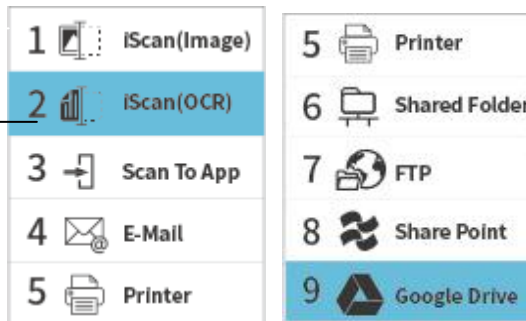 1 iScan(Image)
2 iScan(OCR)
3 Scan To App
4 E-Mail
5 Printer
5 Printer
6 Shared Folder
7 FTP
8 Share Point
9 Google Drive